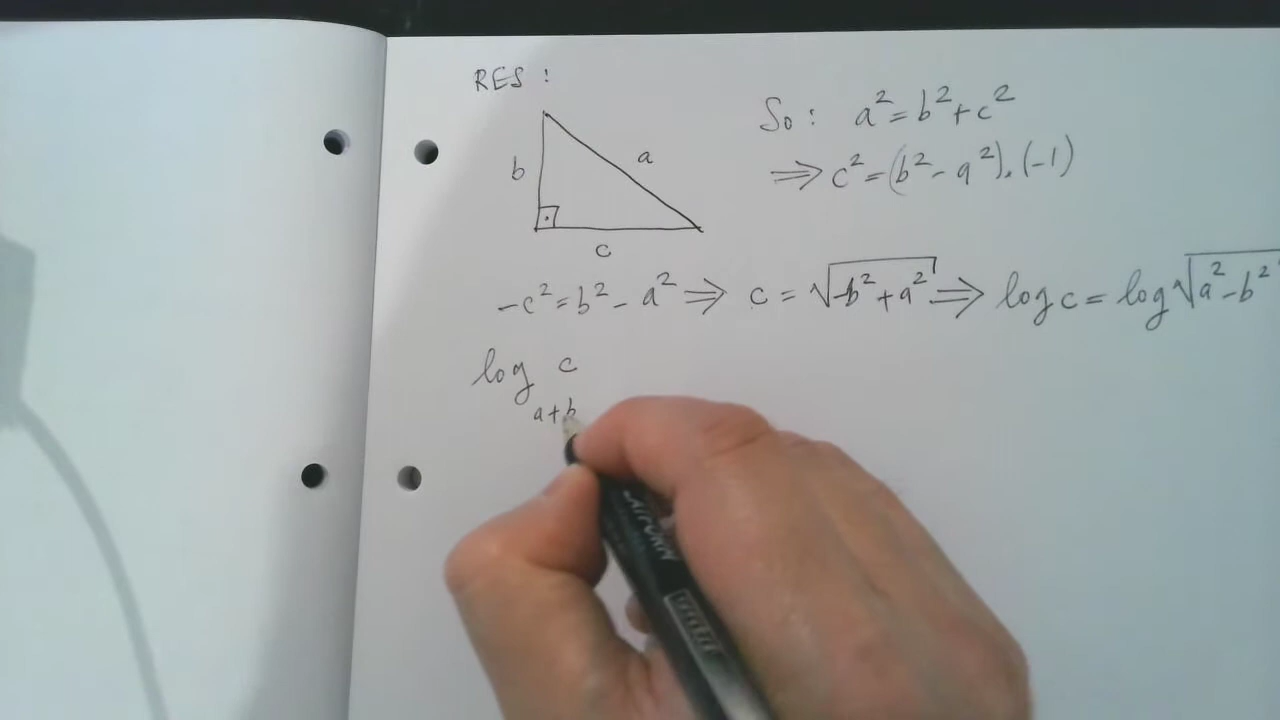 RES :
b
a
c
So : a² = b² + c²
⇒ c² = (b² - a²) . (-1)
-c² = b² - a² ⇒ c = √-b² + a² ⇒ log c = log √a² - b²
log c
a + b